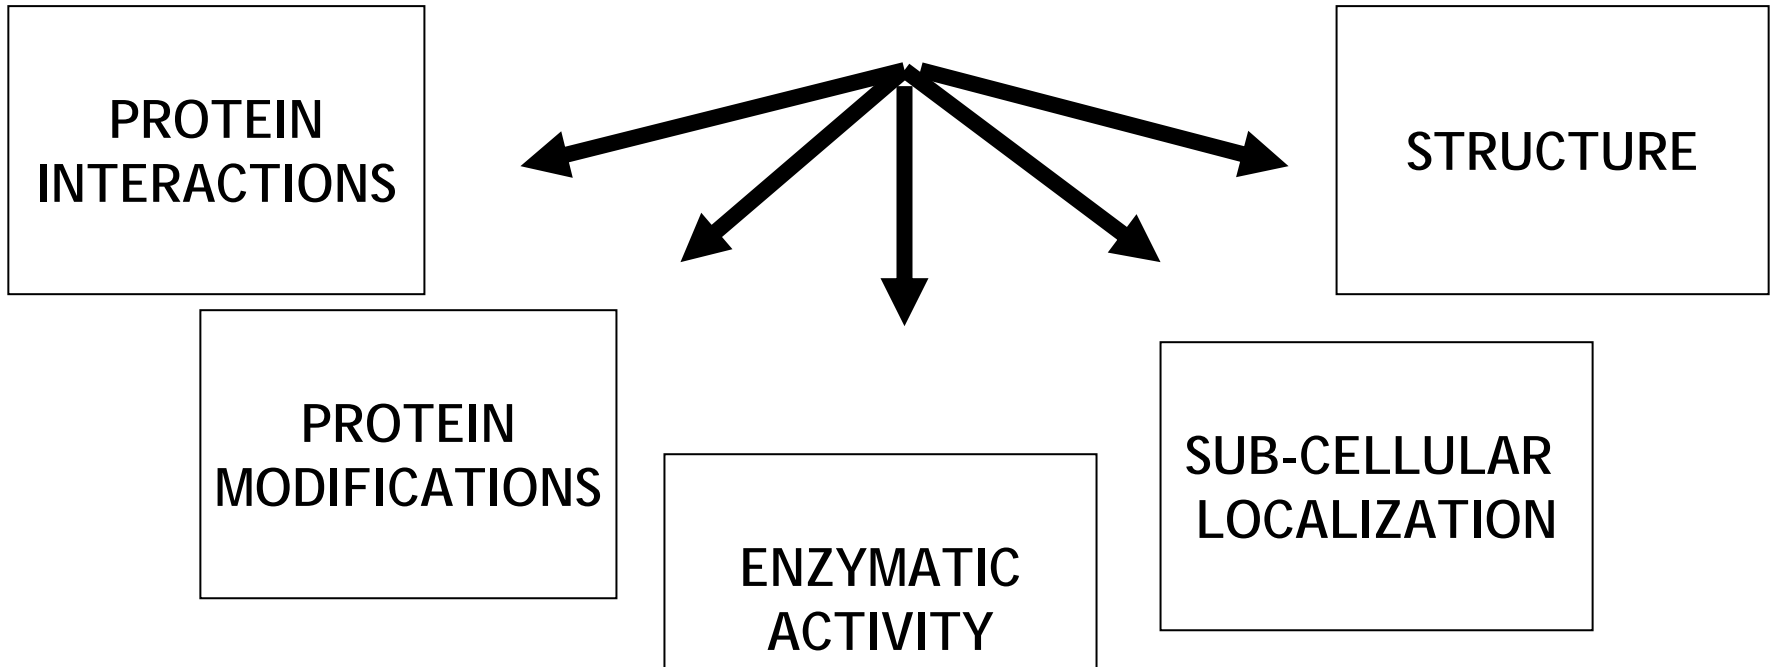 PROTEIN
INTERACTIONS
STRUCTURE
PROTEIN
MODIFICATIONS
SUB-CELLULAR
LOCALIZATION
ENZYMATIC
ACTIVITY